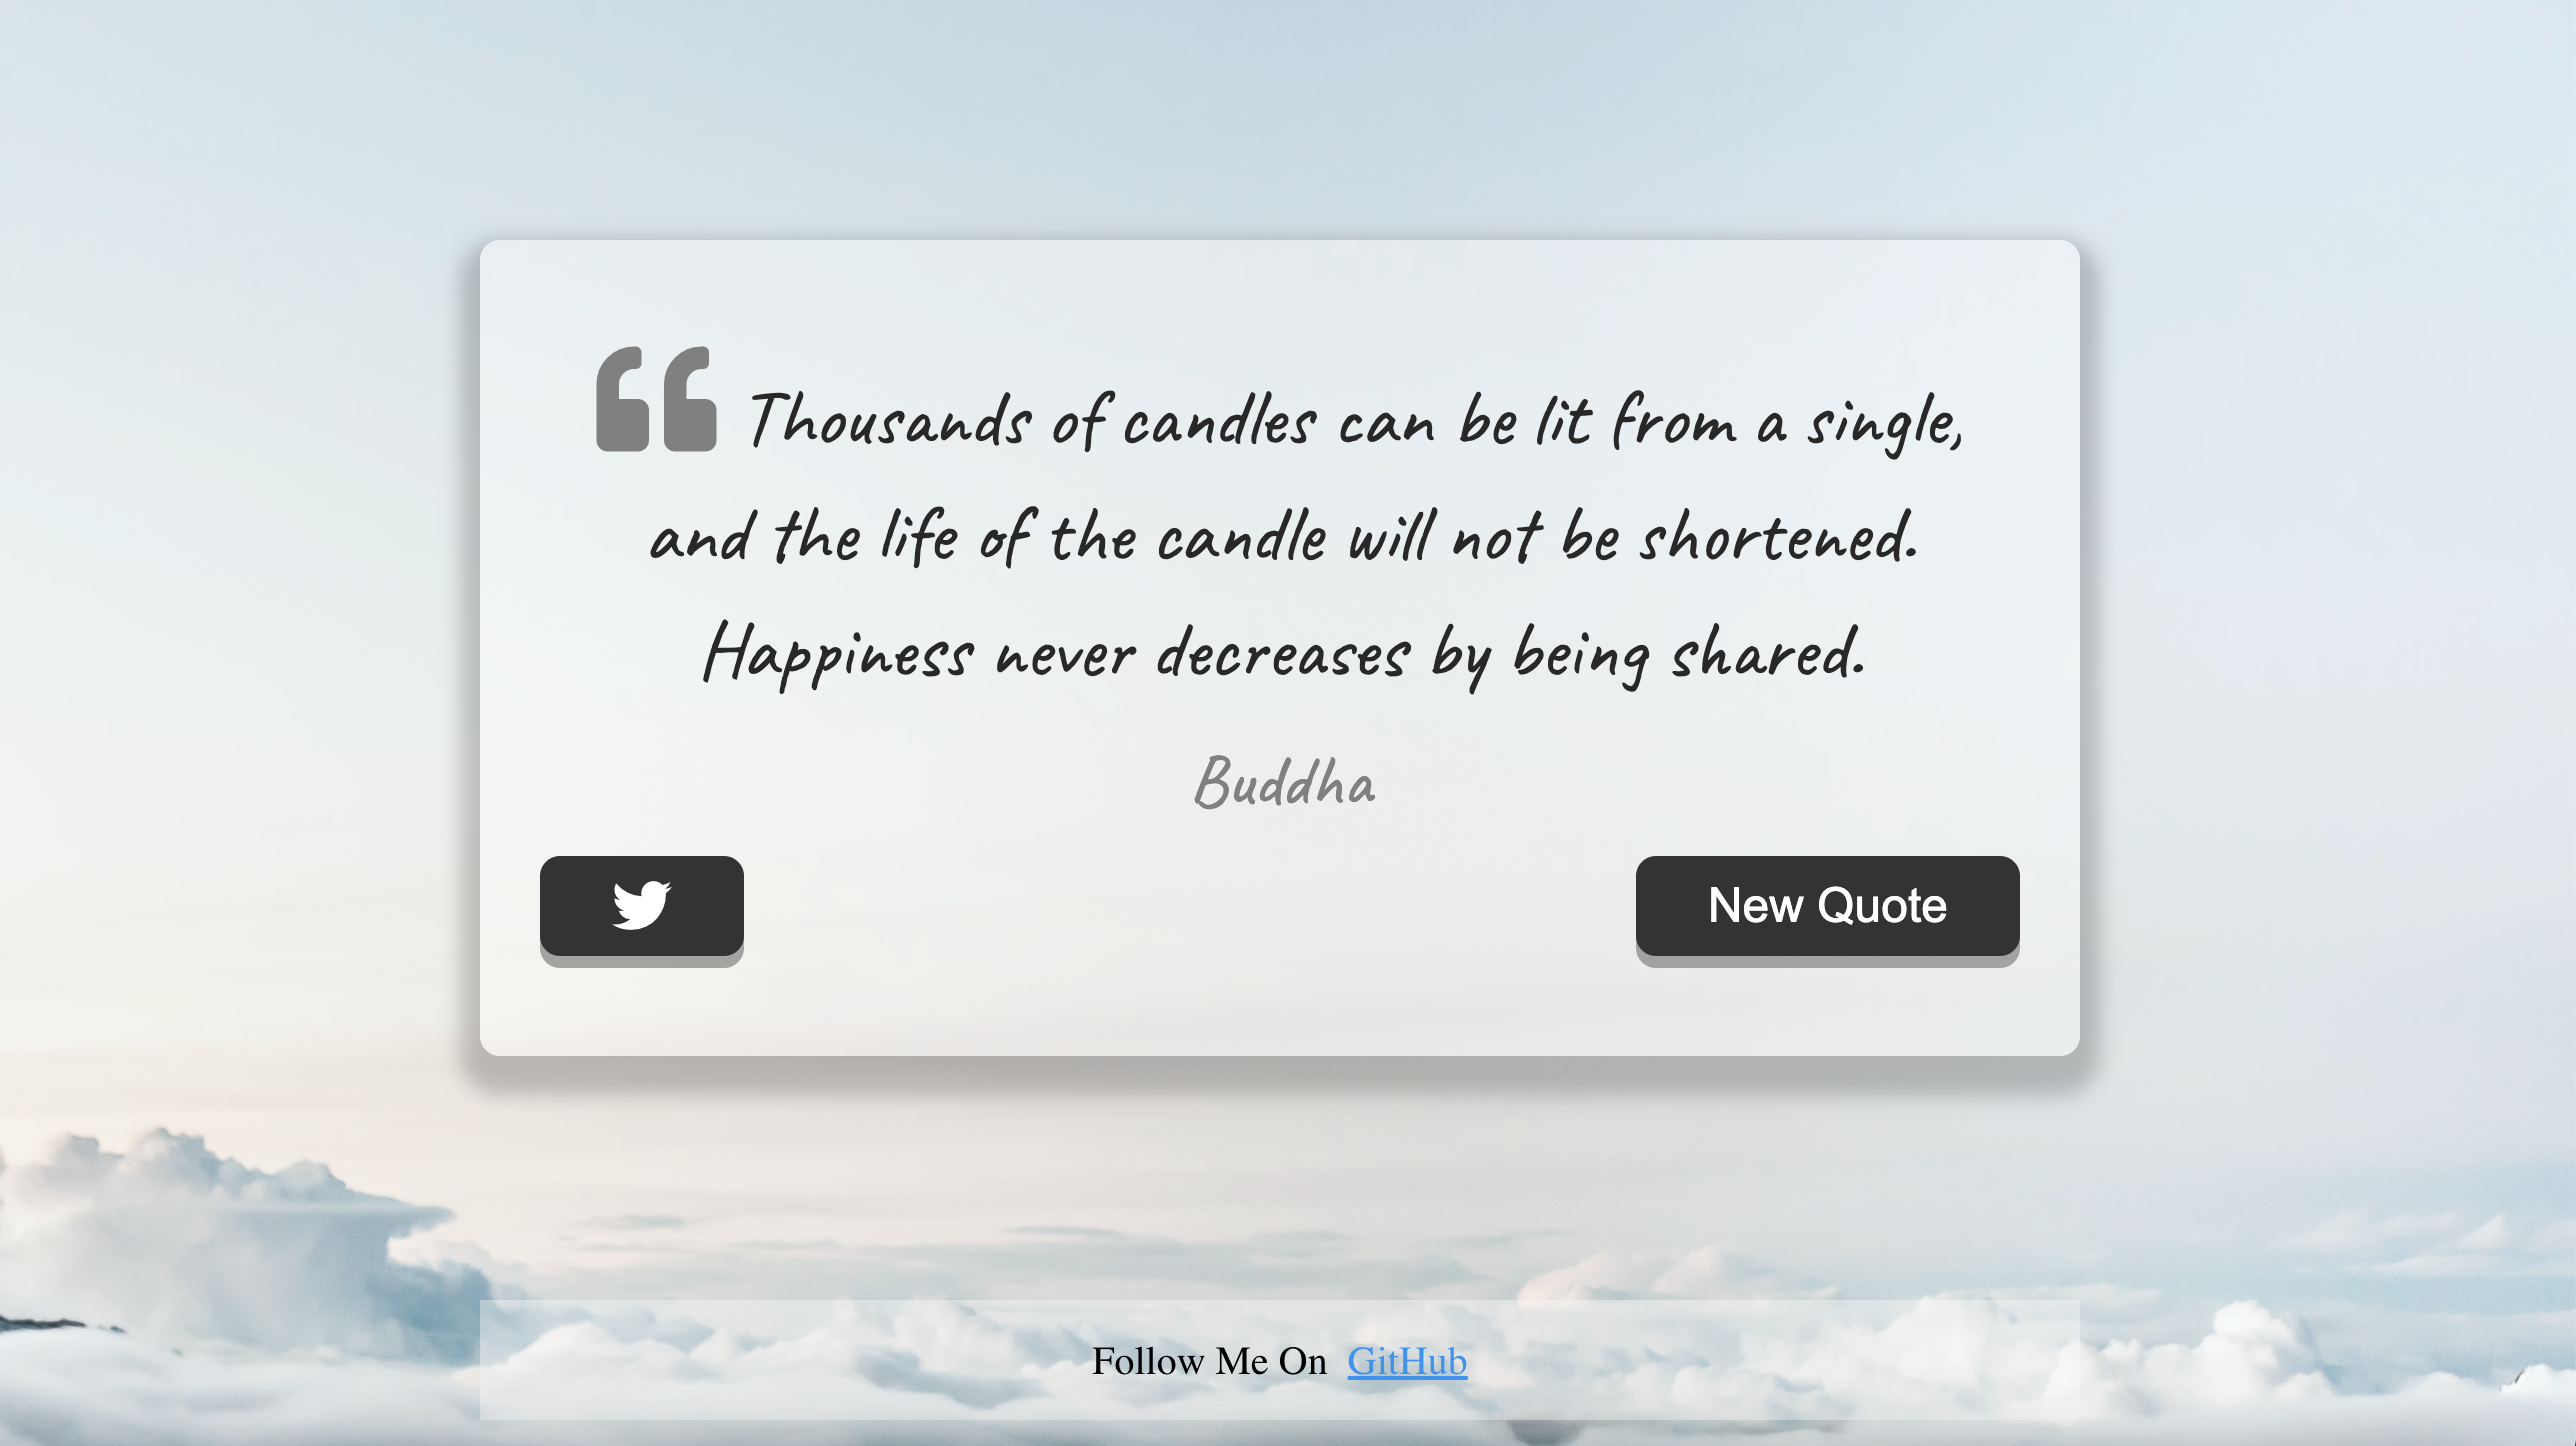 Thousands of candles can be lit from a single,
and the life of the candle will not be shortened.
Happiness never decreases by being shared.
Buddha
New Quote
Follow Me On GitHub